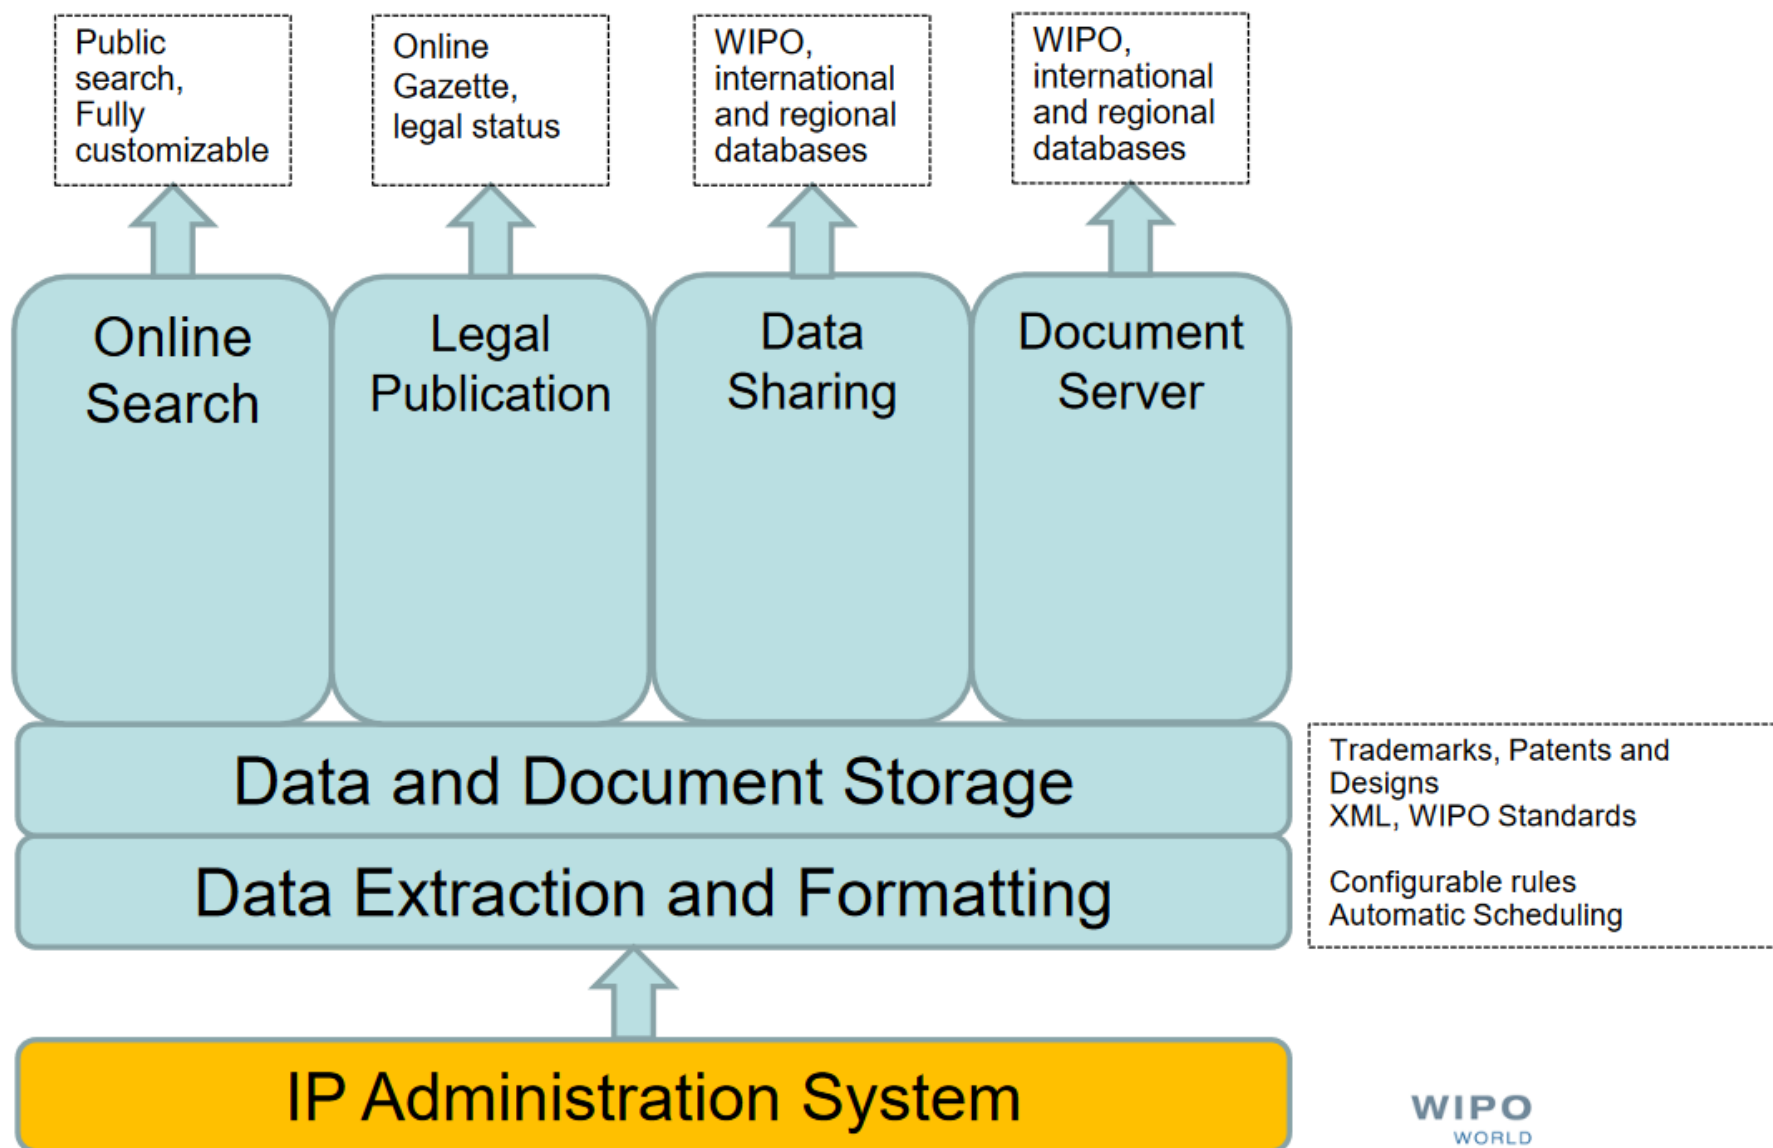 Public
search,
Fully
customizable
Online
Gazette,
legal status
WIPO,
international
and regional
databases
WIPO,
international
and regional
databases
Online
Search
Legal
Publication
Data
Sharing
Document
Server
Data and Document Storage
Data Extraction and Formatting
Trademarks, Patents and
Designs
XML, WIPO Standards
Configurable rules
Automatic Scheduling
IP Administration System
WIPO
WORLD